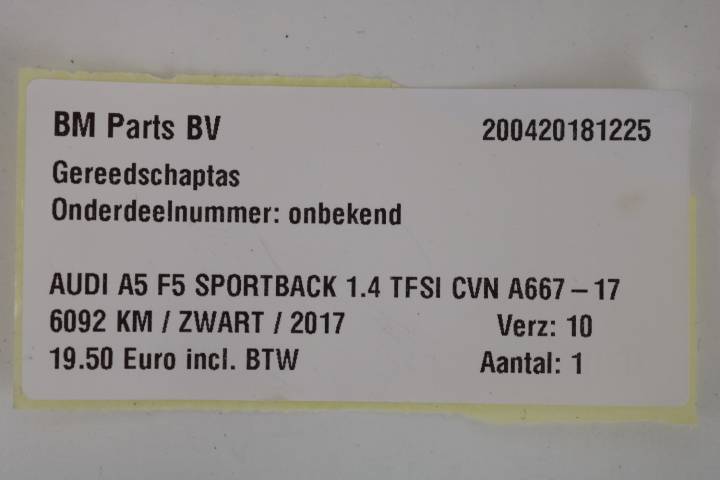 BM Parts BV 200420181225
Gereedschaptas
Onderdeelnummer: onbekend
AUDI A5 F5 SPORTBACK 1.4 TFSI CVN A667-17
6092 KM / ZWART / 2017 Verz: 10
19.50 Euro incl. BTW Aantal: 1